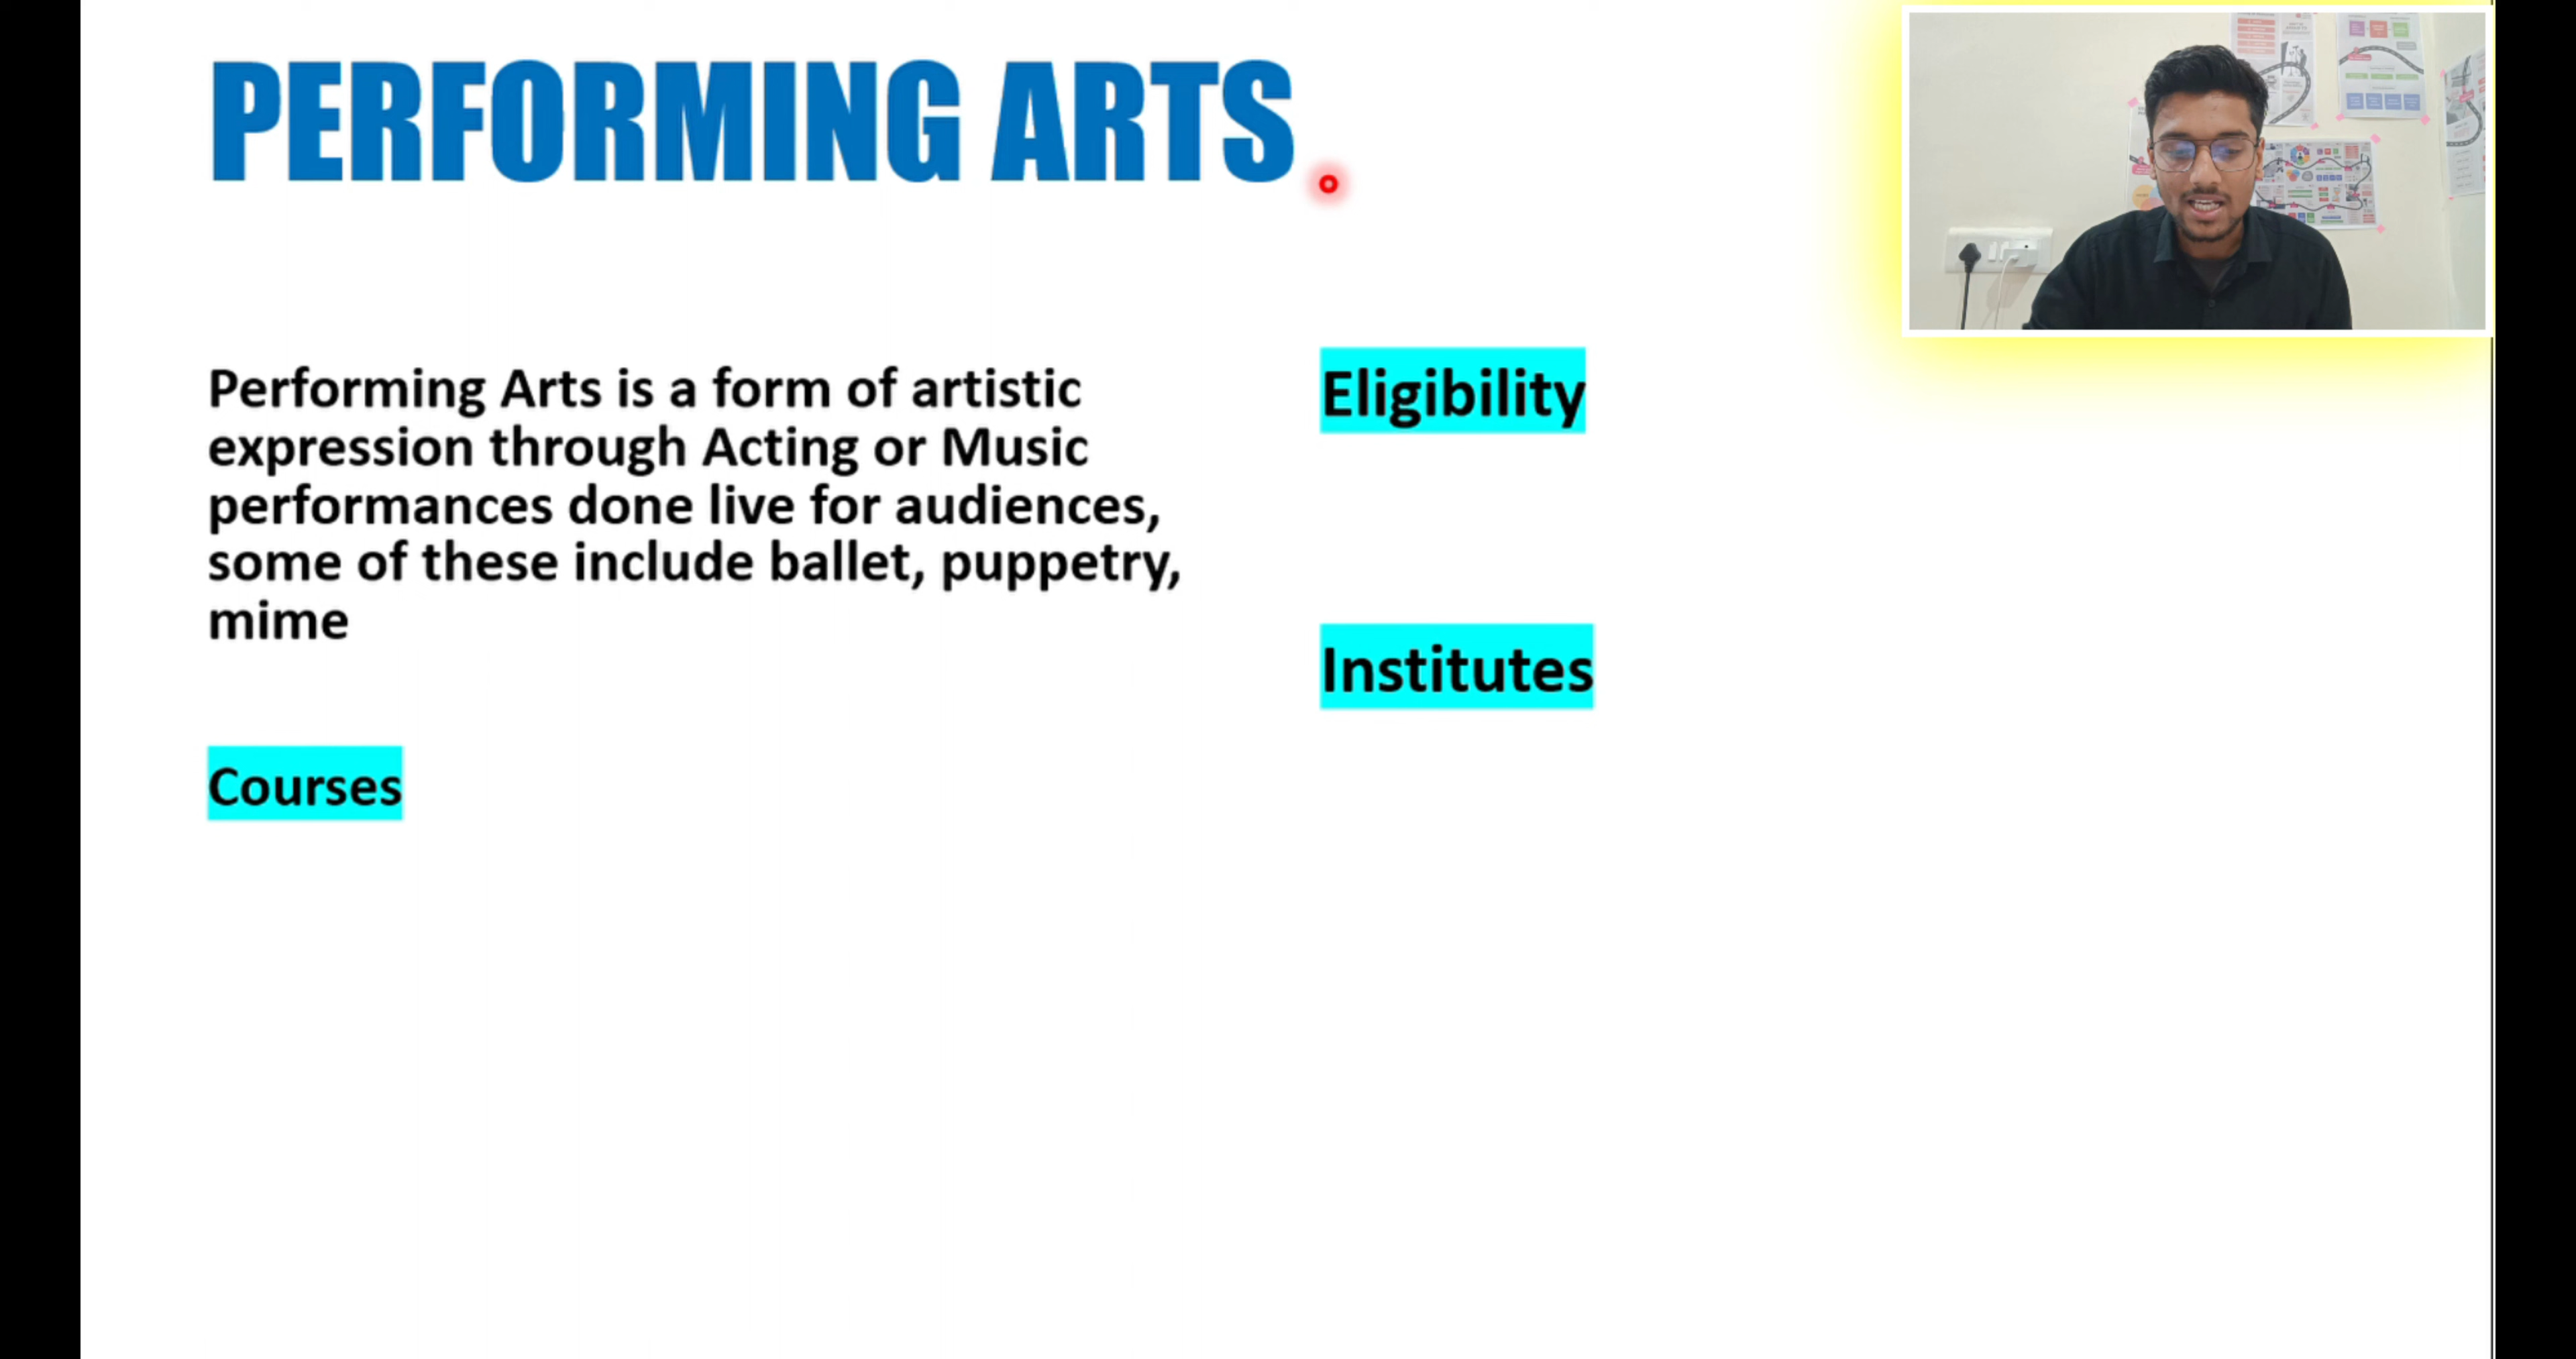 PERFORMING ARTS
Performing Arts is a form of artistic
expression through Acting or Music
performances done live for audiences,
some of these include ballet, puppetry,
mime
Courses
Eligibility
Institutes